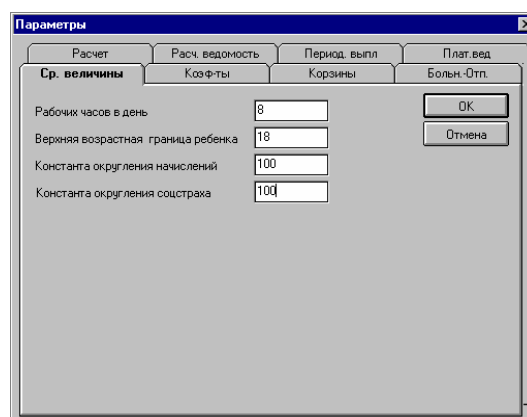 Параметры
Расчет Расч. ведомость Период. выпл Плат.вед
Ср. величины Коэф-ты Корзины Больн.-Отп.
Рабочих часов в день 8 OK
Верхняя возрастная граница ребенка 18 Отмена
Константа округления начислений 100
Константа округления соцстраха 100